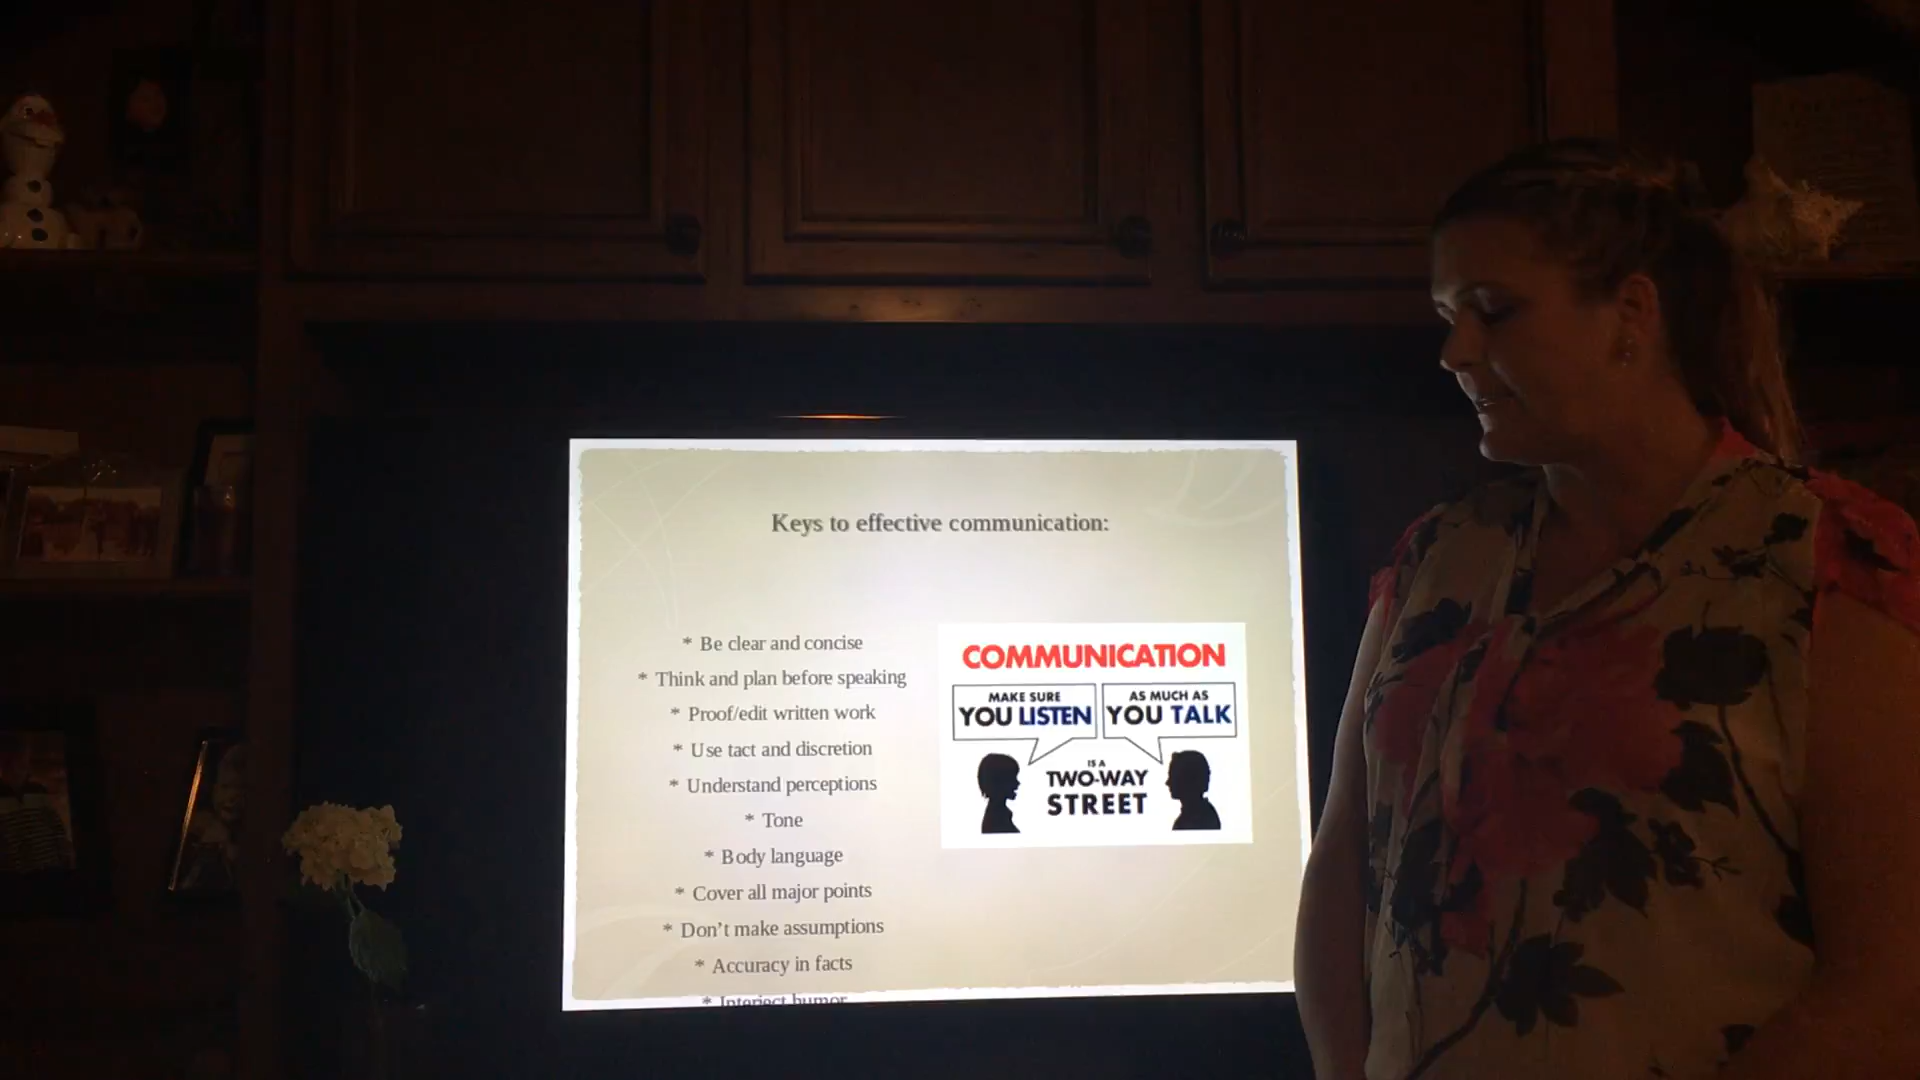 Keys to effective communication:
* Be clear and concise
* Think and plan before speaking
* Proof/edit written work
* Use tact and discretion
* Understand perceptions
* Tone
* Body language
* Cover all major points
* Don't make assumptions
* Accuracy in facts
* Interject humor
COMMUNICATION
MAKE SURE
YOU LISTEN
AS MUCH AS
YOU TALK
IS A
TWO-WAY
STREET